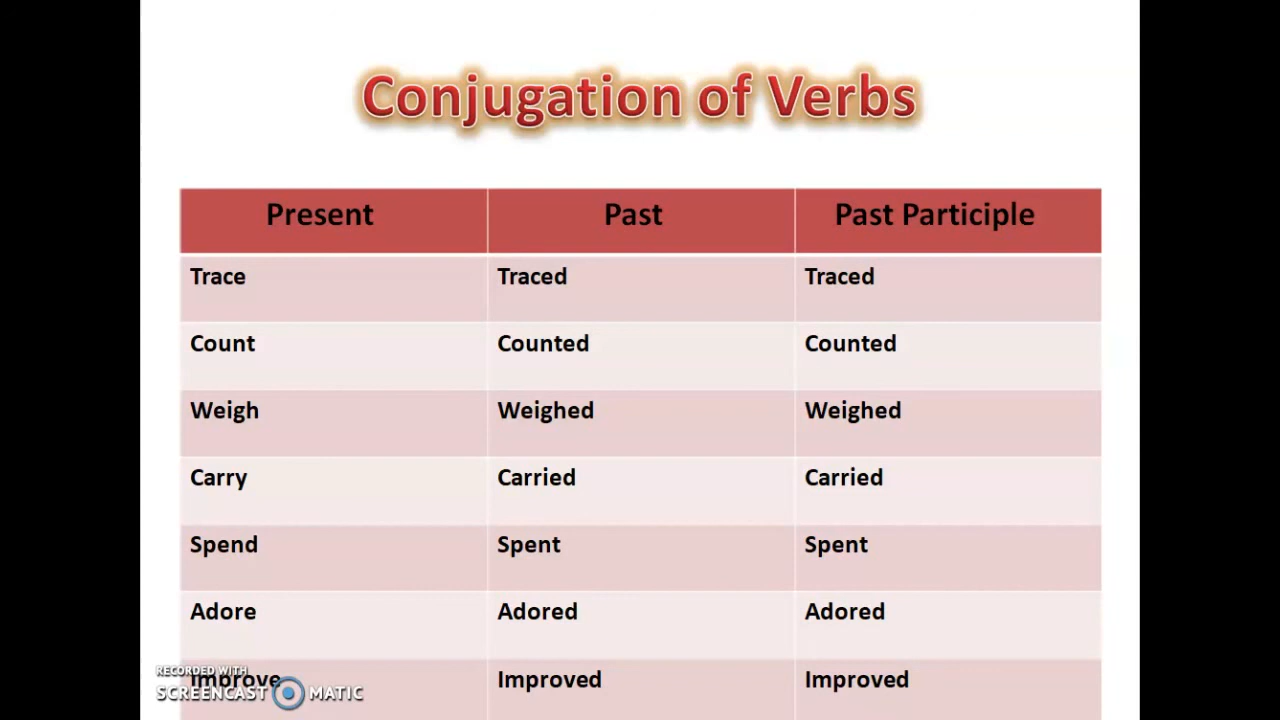 Conjugation of Verbs
Present Past Past Participle
Trace Traced Traced
Count Counted Counted
Weigh Weighed Weighed
Carry Carried Carried
Spend Spent Spent
Adore Adored Adored
RECORDED WITH
Improve Improved Improved
SCREENCAST MATIC